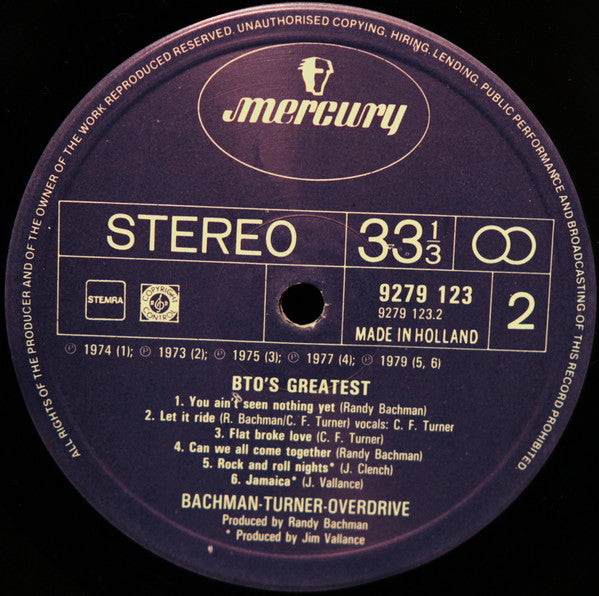 ALL RIGHTS OF THE PRODUCER AND OF THE OWNER OF THE WORK REPRODUCED RESERVED. UNAUTHORISED COPYING, HIRING, LENDING, PUBLIC PERFORMANCE AND BROADCASTING OF THIS RECORD PROHIBITED.
mercury
STEREO 33 1/3
STEMRA COPYRIGHT CONTROL 9279 123 2
9279 123.2
MADE IN HOLLAND
℗ 1974 (1); ℗ 1973 (2); ℗ 1975 (3); ℗ 1977 (4); ℗ 1979 (5, 6)
BTO'S GREATEST
1. You ain't seen nothing yet (Randy Bachman)
2. Let it ride (R. Bachman/C. F. Turner) vocals: C. F. Turner
3. Flat broke love (C. F. Turner)
4. Can we all come together (Randy Bachman)
5. Rock and roll nights* (J. Clench)
6. Jamaica* (J. Vallance)
BACHMAN-TURNER-OVERDRIVE
Produced by Randy Bachman
* Produced by Jim Vallance